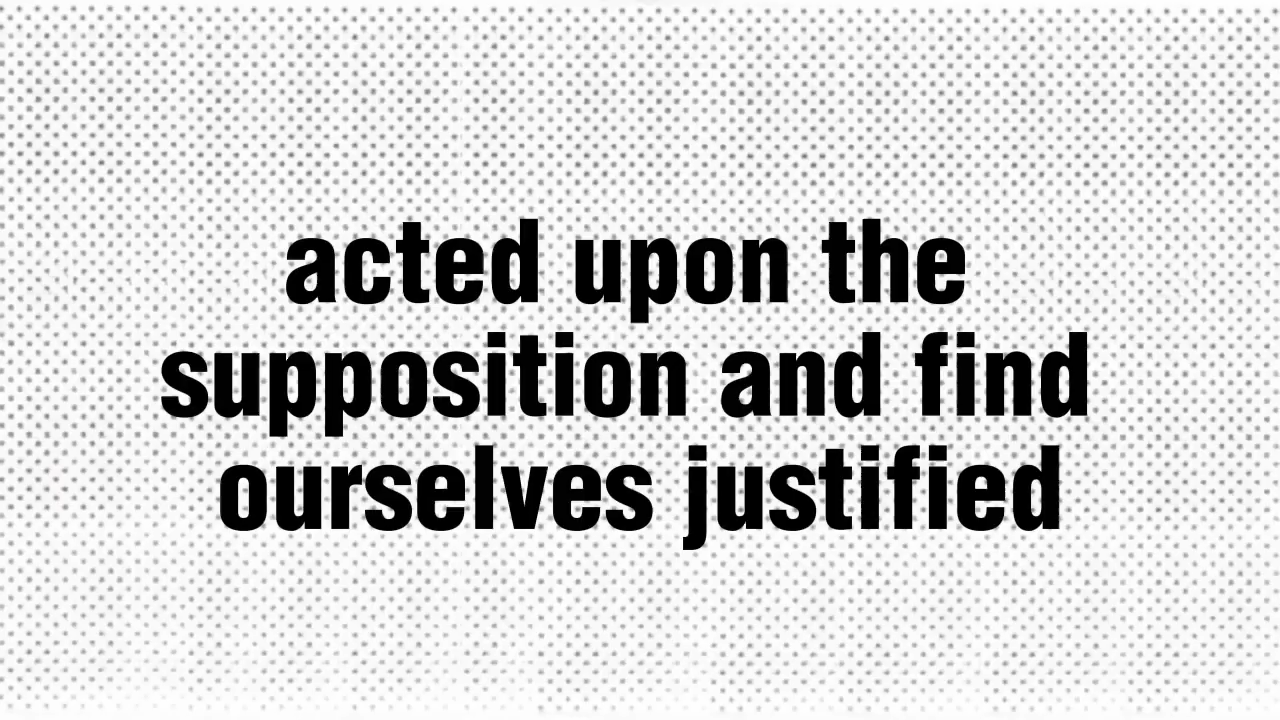 acted upon the
supposition and find
ourselves justified